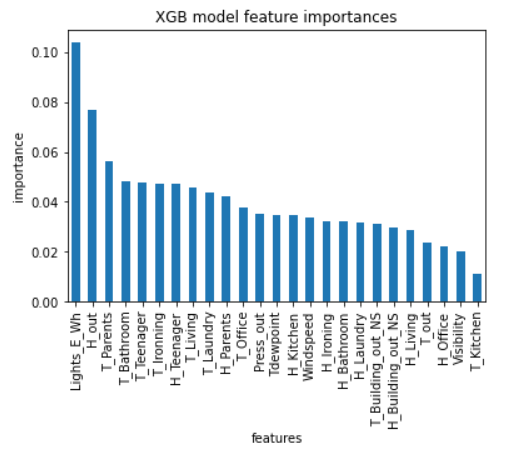 XGB model feature importances
importance
0.10
0.08
0.06
0.04
0.02
0.00
Lights_E_Wh
H_out
T_Parents
T_Bathroom
T_Teenager
T_Ironning
H_Teenager
T_Living
T_Laundry
H_Parents
T_Office
Press_out
Tdewpoint
H_Kitchen
Windspeed
H_Ironing
H_Bathroom
H_Laundry
T_Building_out_NS
H_Building_out_NS
H_Living
T_out
H_Office
Visibility
T_Kitchen
features